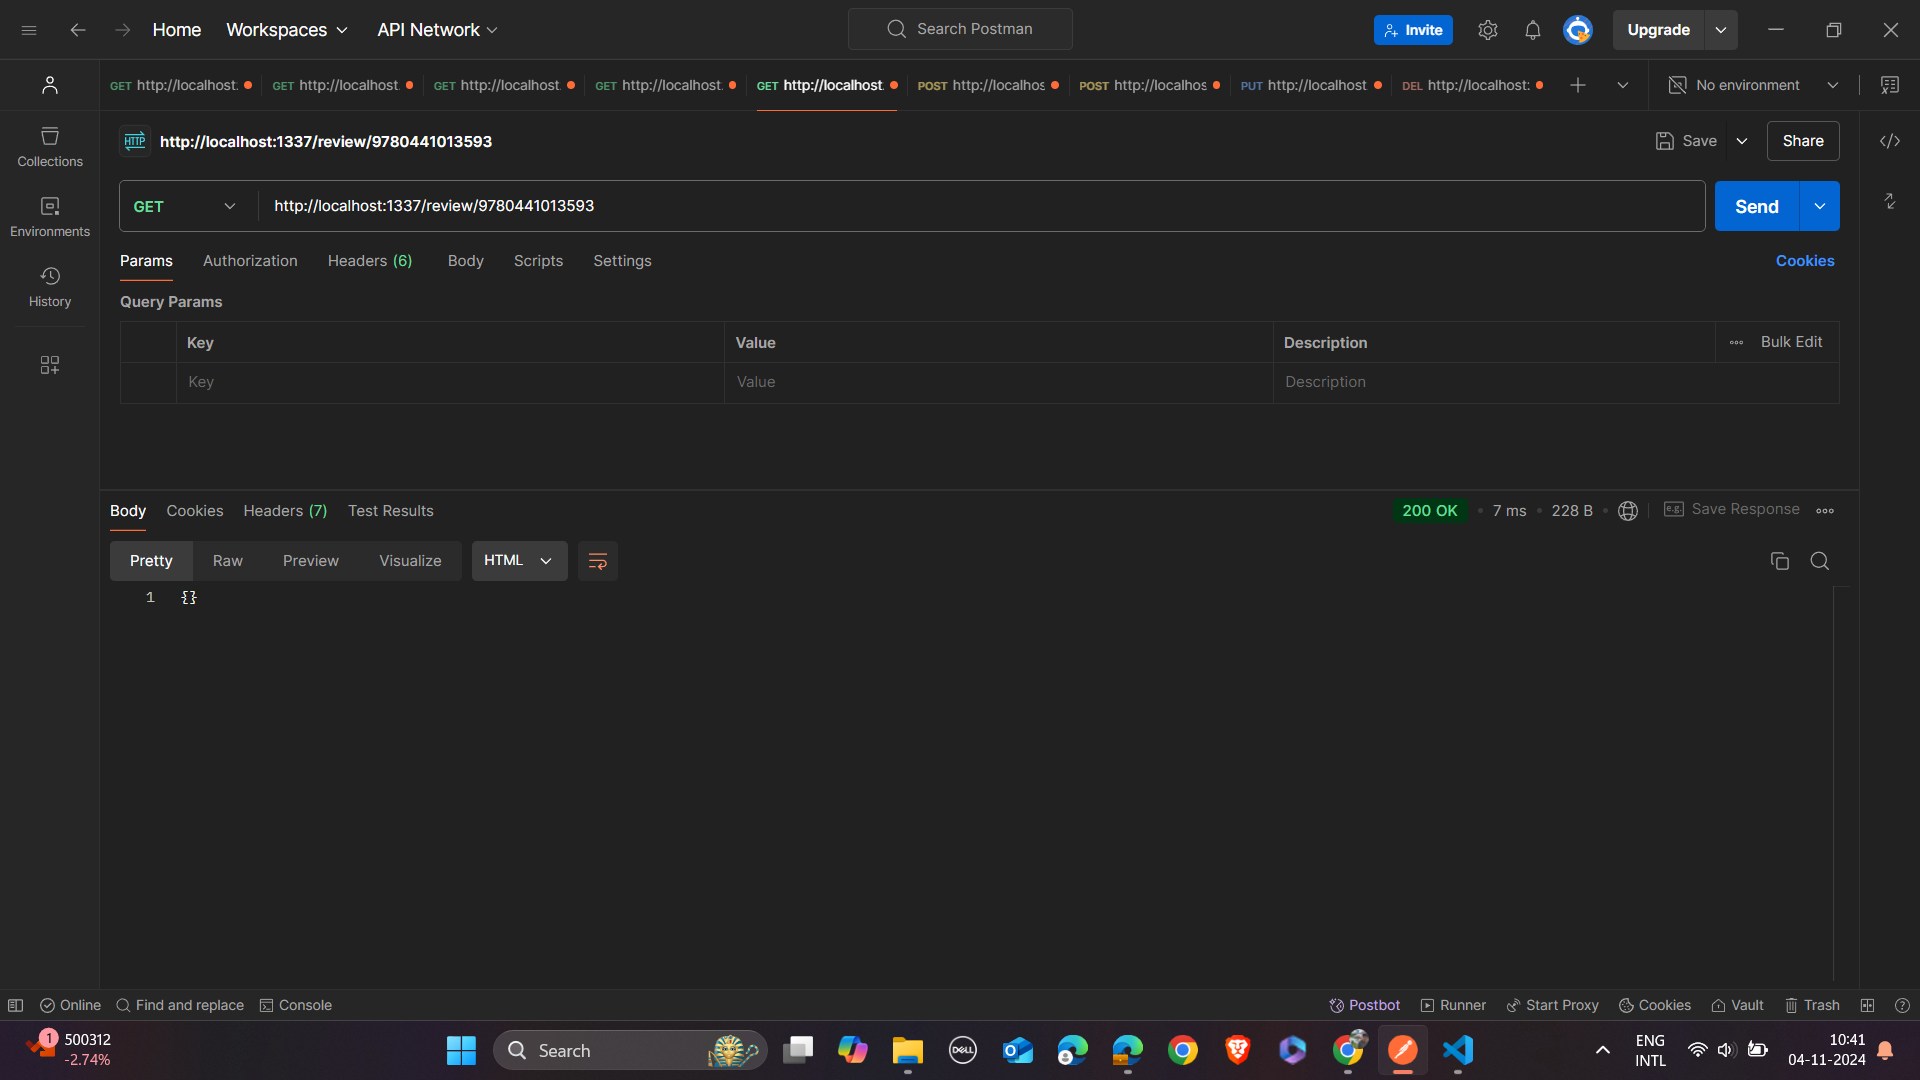 Home Workspaces API Network Search Postman Invite Upgrade
GET http://localhost. GET http://localhost. GET http://localhost. GET http://localhost. GET http://localhost. POST http://localhos POST http://localhos PUT http://localhost DEL http://localhost: No environment
HTTP http://localhost:1337/review/9780441013593 Save Share
Collections
Environments
History
GET http://localhost:1337/review/9780441013593 Send
Params Authorization Headers (6) Body Scripts Settings Cookies
Query Params
Key Value Description Bulk Edit
Key Value Description
Body Cookies Headers (7) Test Results 200 OK 7 ms 228 B e.g. Save Response
Pretty Raw Preview Visualize HTML
1 {}
Online Find and replace Console Postbot Runner Start Proxy Cookies Vault Trash
1 500312
-2.74%
Search
DELL
ENG
INTL
10:41
04-11-2024